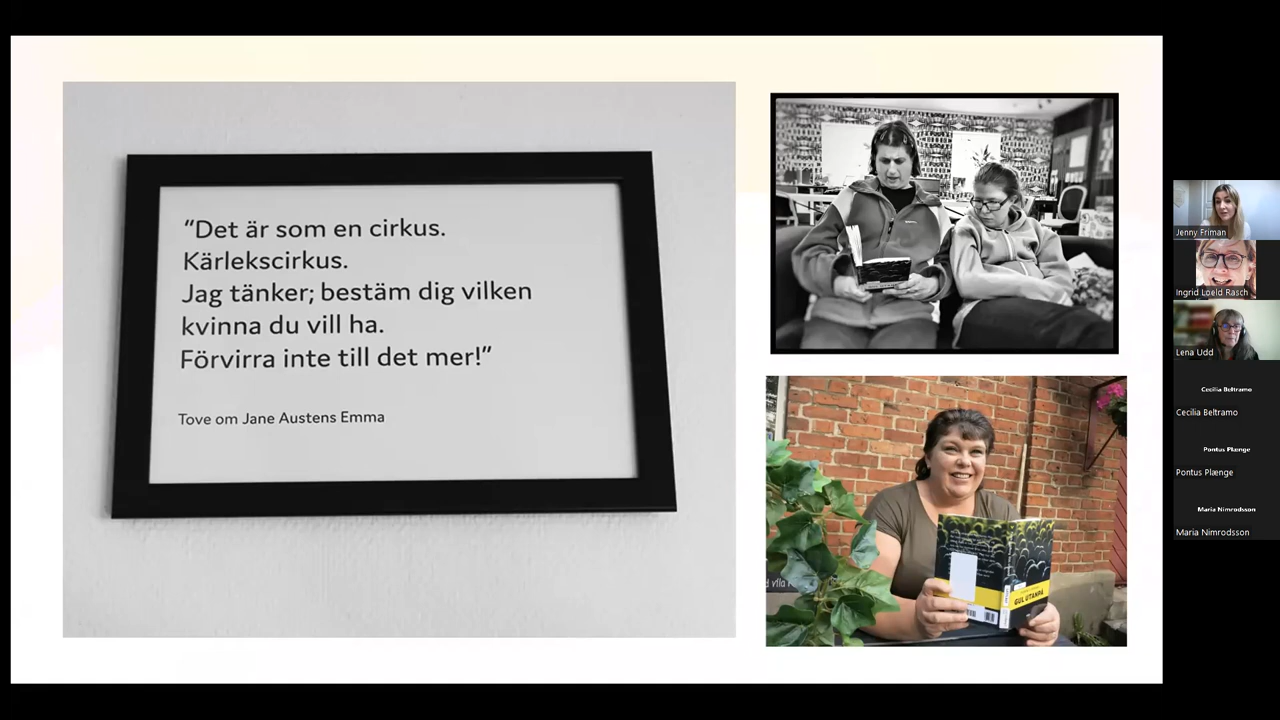 “Det är som en cirkus.
Kärlekscirkus.
Jag tänker; bestäm dig vilken
kvinna du vill ha.
Förvirra inte till det mer!”
Tove om Jane Austens Emma
GUL UTANPÅ
Jenny Friman
Ingrid Loeld Rasch
Lena Udd
Cecilia Beltramo
Cecilia Beltramo
Pontus Plænge
Pontus Plænge
Maria Nimrodsson
Maria Nimrodsson